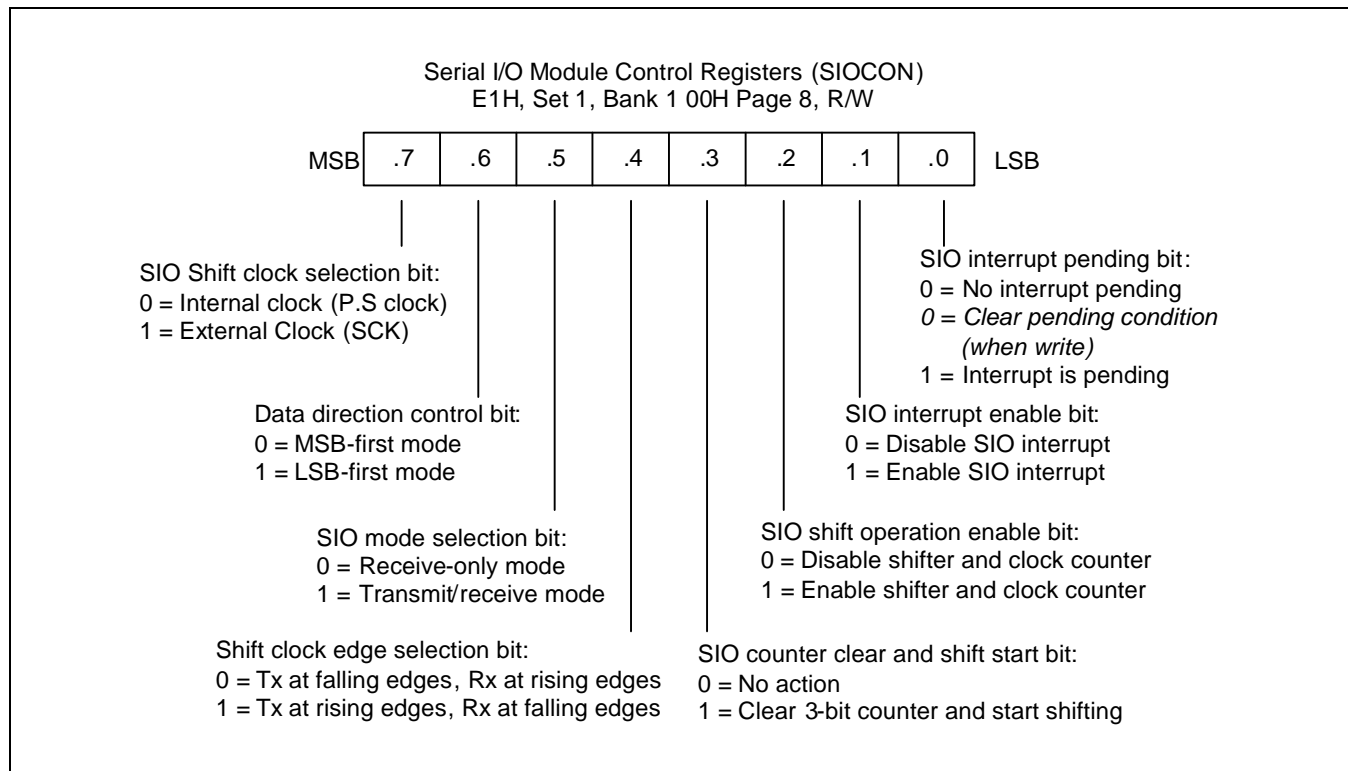 Serial I/O Module Control Registers (SIOCON)
E1H, Set 1, Bank 1 00H Page 8, R/W
MSB .7 .6 .5 .4 .3 .2 .1 .0 LSB
SIO Shift clock selection bit:
0 = Internal clock (P.S clock)
1 = External Clock (SCK)
Data direction control bit:
0 = MSB-first mode
1 = LSB-first mode
SIO mode selection bit:
0 = Receive-only mode
1 = Transmit/receive mode
Shift clock edge selection bit:
0 = Tx at falling edges, Rx at rising edges
1 = Tx at rising edges, Rx at falling edges
SIO interrupt pending bit:
0 = No interrupt pending
0 = Clear pending condition
(when write)
1 = Interrupt is pending
SIO interrupt enable bit:
0 = Disable SIO interrupt
1 = Enable SIO interrupt
SIO shift operation enable bit:
0 = Disable shifter and clock counter
1 = Enable shifter and clock counter
SIO counter clear and shift start bit:
0 = No action
1 = Clear 3-bit counter and start shifting